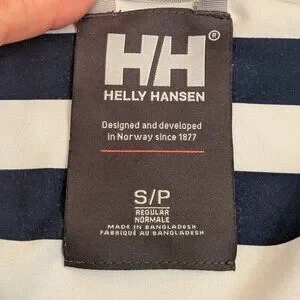 HH®
HELLY HANSEN
Designed and developed
in Norway since 1877
S/P
REGULAR
NORMALE
MADE IN BANGLADESH
FABRIQUÉ AU BANGLADESH